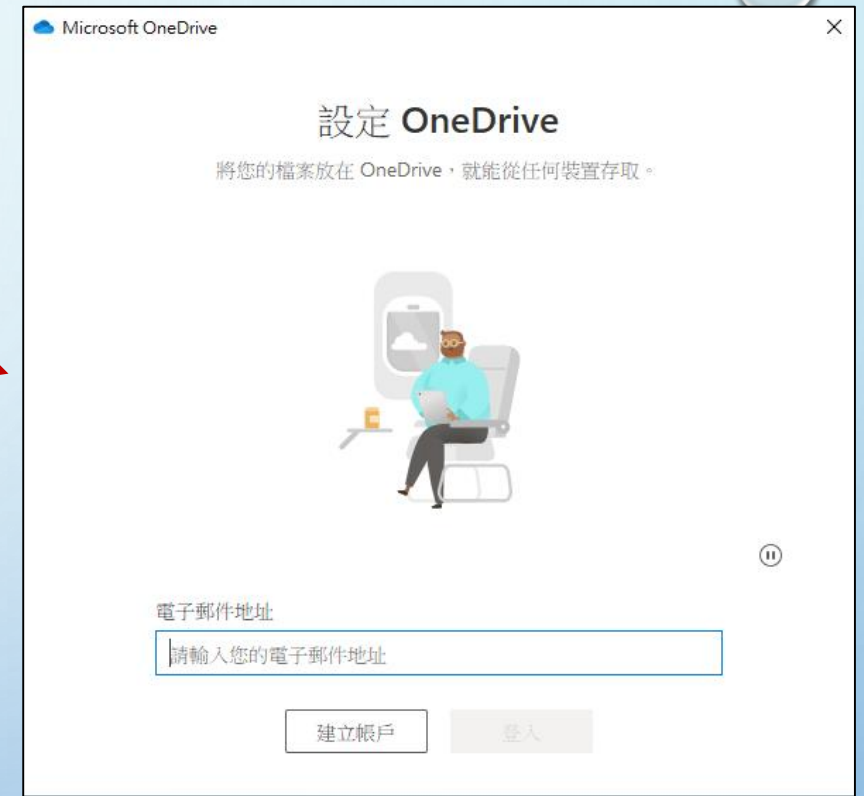 Microsoft OneDrive
設定 OneDrive
將您的檔案放在 OneDrive，就能從任何裝置存取。
電子郵件地址
請輸入您的電子郵件地址
建立帳戶
登入